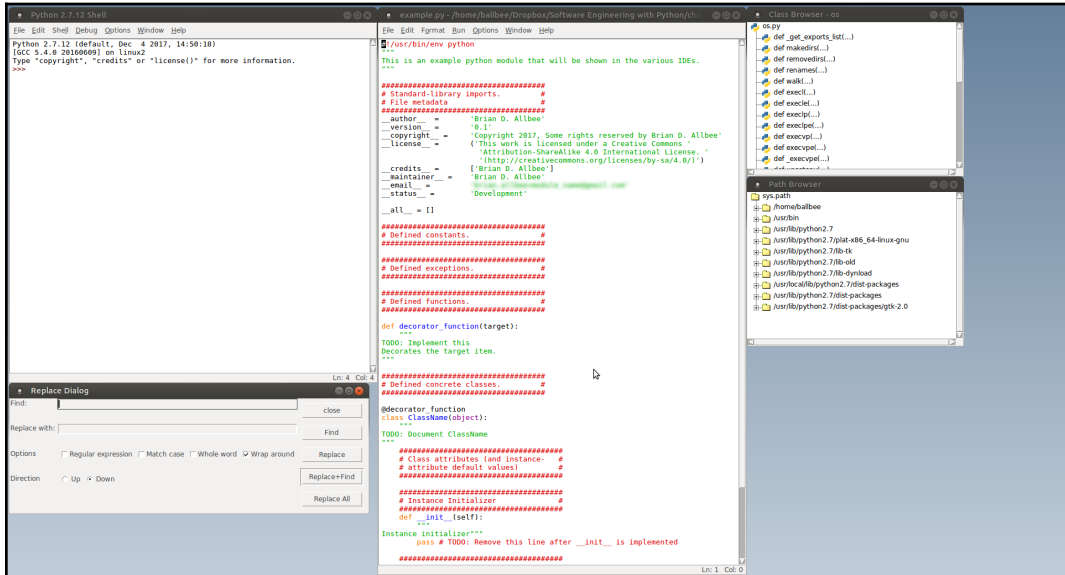 Python 2.7.12 Shell
File Edit Shell Debug Options Window Help
Python 2.7.12 (default, Dec  4 2017, 14:50:18)
[GCC 5.4.0 20160609] on linux2
Type "copyright", "credits" or "license()" for more information.
>>>
Ln: 4 Col: 4
Replace Dialog
Find:
close
Replace with:
Find
Options
Regular expression Match case Whole word Wrap around
Replace
Direction
Up Down
Replace+Find
Replace All
example.py - /home/ballbee/Dropbox/Software Engineering with Python/cha
File Edit Format Run Options Window Help
#!/usr/bin/env python
"""
This is an example python module that will be shown in the various IDEs.
"""
####################################
# Standard-library imports. #
# File metadata #
####################################
__author__ = 'Brian D. Allbee'
__version__ = '0.1'
__copyright__ = 'Copyright 2017, Some rights reserved by Brian D. Allbee'
__license__ = ('This work is licensed under a Creative Commons '
'Attribution-ShareAlike 4.0 International License. '
'(http://creativecommons.org/licenses/by-sa/4.0/)')
__credits__ = ['Brian D. Allbee']
__maintainer__ = 'Brian D. Allbee'
__email__ =
__status__ = 'Development'
__all__ = []
####################################
# Defined constants. #
####################################
####################################
# Defined exceptions. #
####################################
####################################
# Defined functions. #
####################################
def decorator_function(target):
"""
TODO: Implement this
Decorates the target item.
"""
####################################
# Defined concrete classes. #
####################################
@decorator_function
class ClassName(object):
"""
TODO: Document ClassName
"""
####################################
# Class attributes (and instance- #
# attribute default values) #
####################################
####################################
# Instance Initializer #
####################################
def __init__(self):
"""
Instance initializer"""
pass # TODO: Remove this line after __init__ is implemented
####################################
Ln: 1 Col: 0
Class Browser - os
os.py
def _get_exports_list(...)
def makedirs(...)
def removedirs(...)
def renames(...)
def walk(...)
def execl(...)
def execle(...)
def execlp(...)
def execlpe(...)
def execvp(...)
def execvpe(...)
def _execvpe(...)
Path Browser
sys.path
/home/ballbee
/usr/bin
/usr/lib/python2.7
/usr/lib/python2.7/plat-x86_64-linux-gnu
/usr/lib/python2.7/lib-tk
/usr/lib/python2.7/lib-old
/usr/lib/python2.7/lib-dynload
/usr/local/lib/python2.7/dist-packages
/usr/lib/python2.7/dist-packages
/usr/lib/python2.7/dist-packages/gtk-2.0